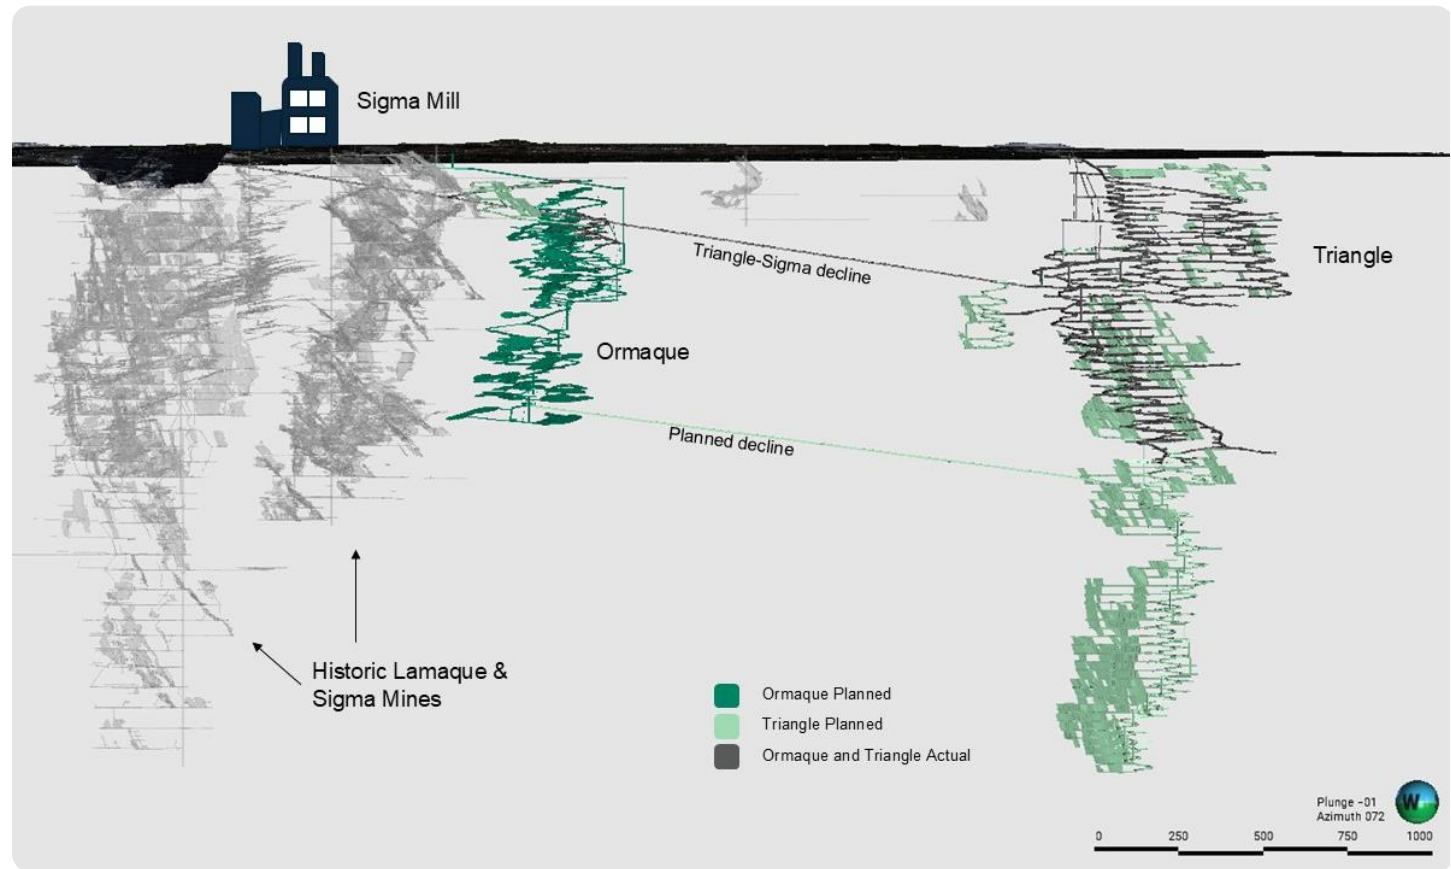 Sigma Mill
Triangle-Sigma decline
Triangle
Ormaque
Planned decline
Historic Lamaque &
Sigma Mines
Ormaque Planned
Triangle Planned
Ormaque and Triangle Actual
Plunge -01
Azimuth 072
W
0 250 500 750 1000